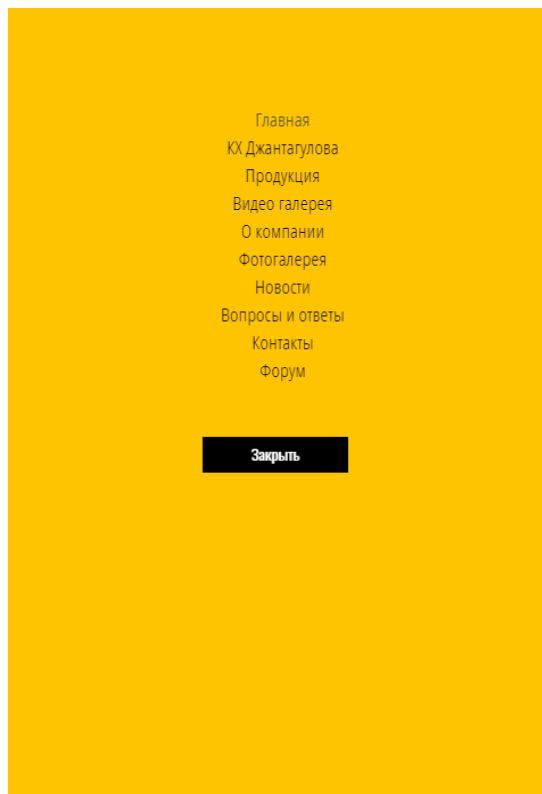 Главная
КХ Джантагулова
Продукция
Видео галерея
О компании
Фотогалерея
Новости
Вопросы и ответы
Контакты
Форум
Закрыть